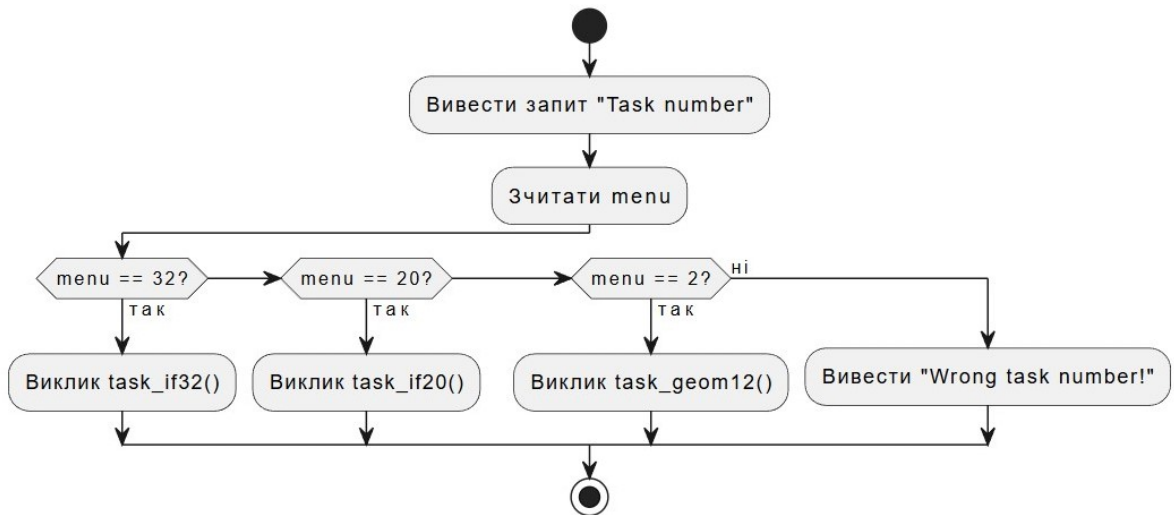 Вивести запит "Task number"
Зчитати menu
menu == 32?
menu == 20?
menu == 2?
ні
так
так
так
Виклик task_if32()
Виклик task_if20()
Виклик task_geom12()
Вивести "Wrong task number!"